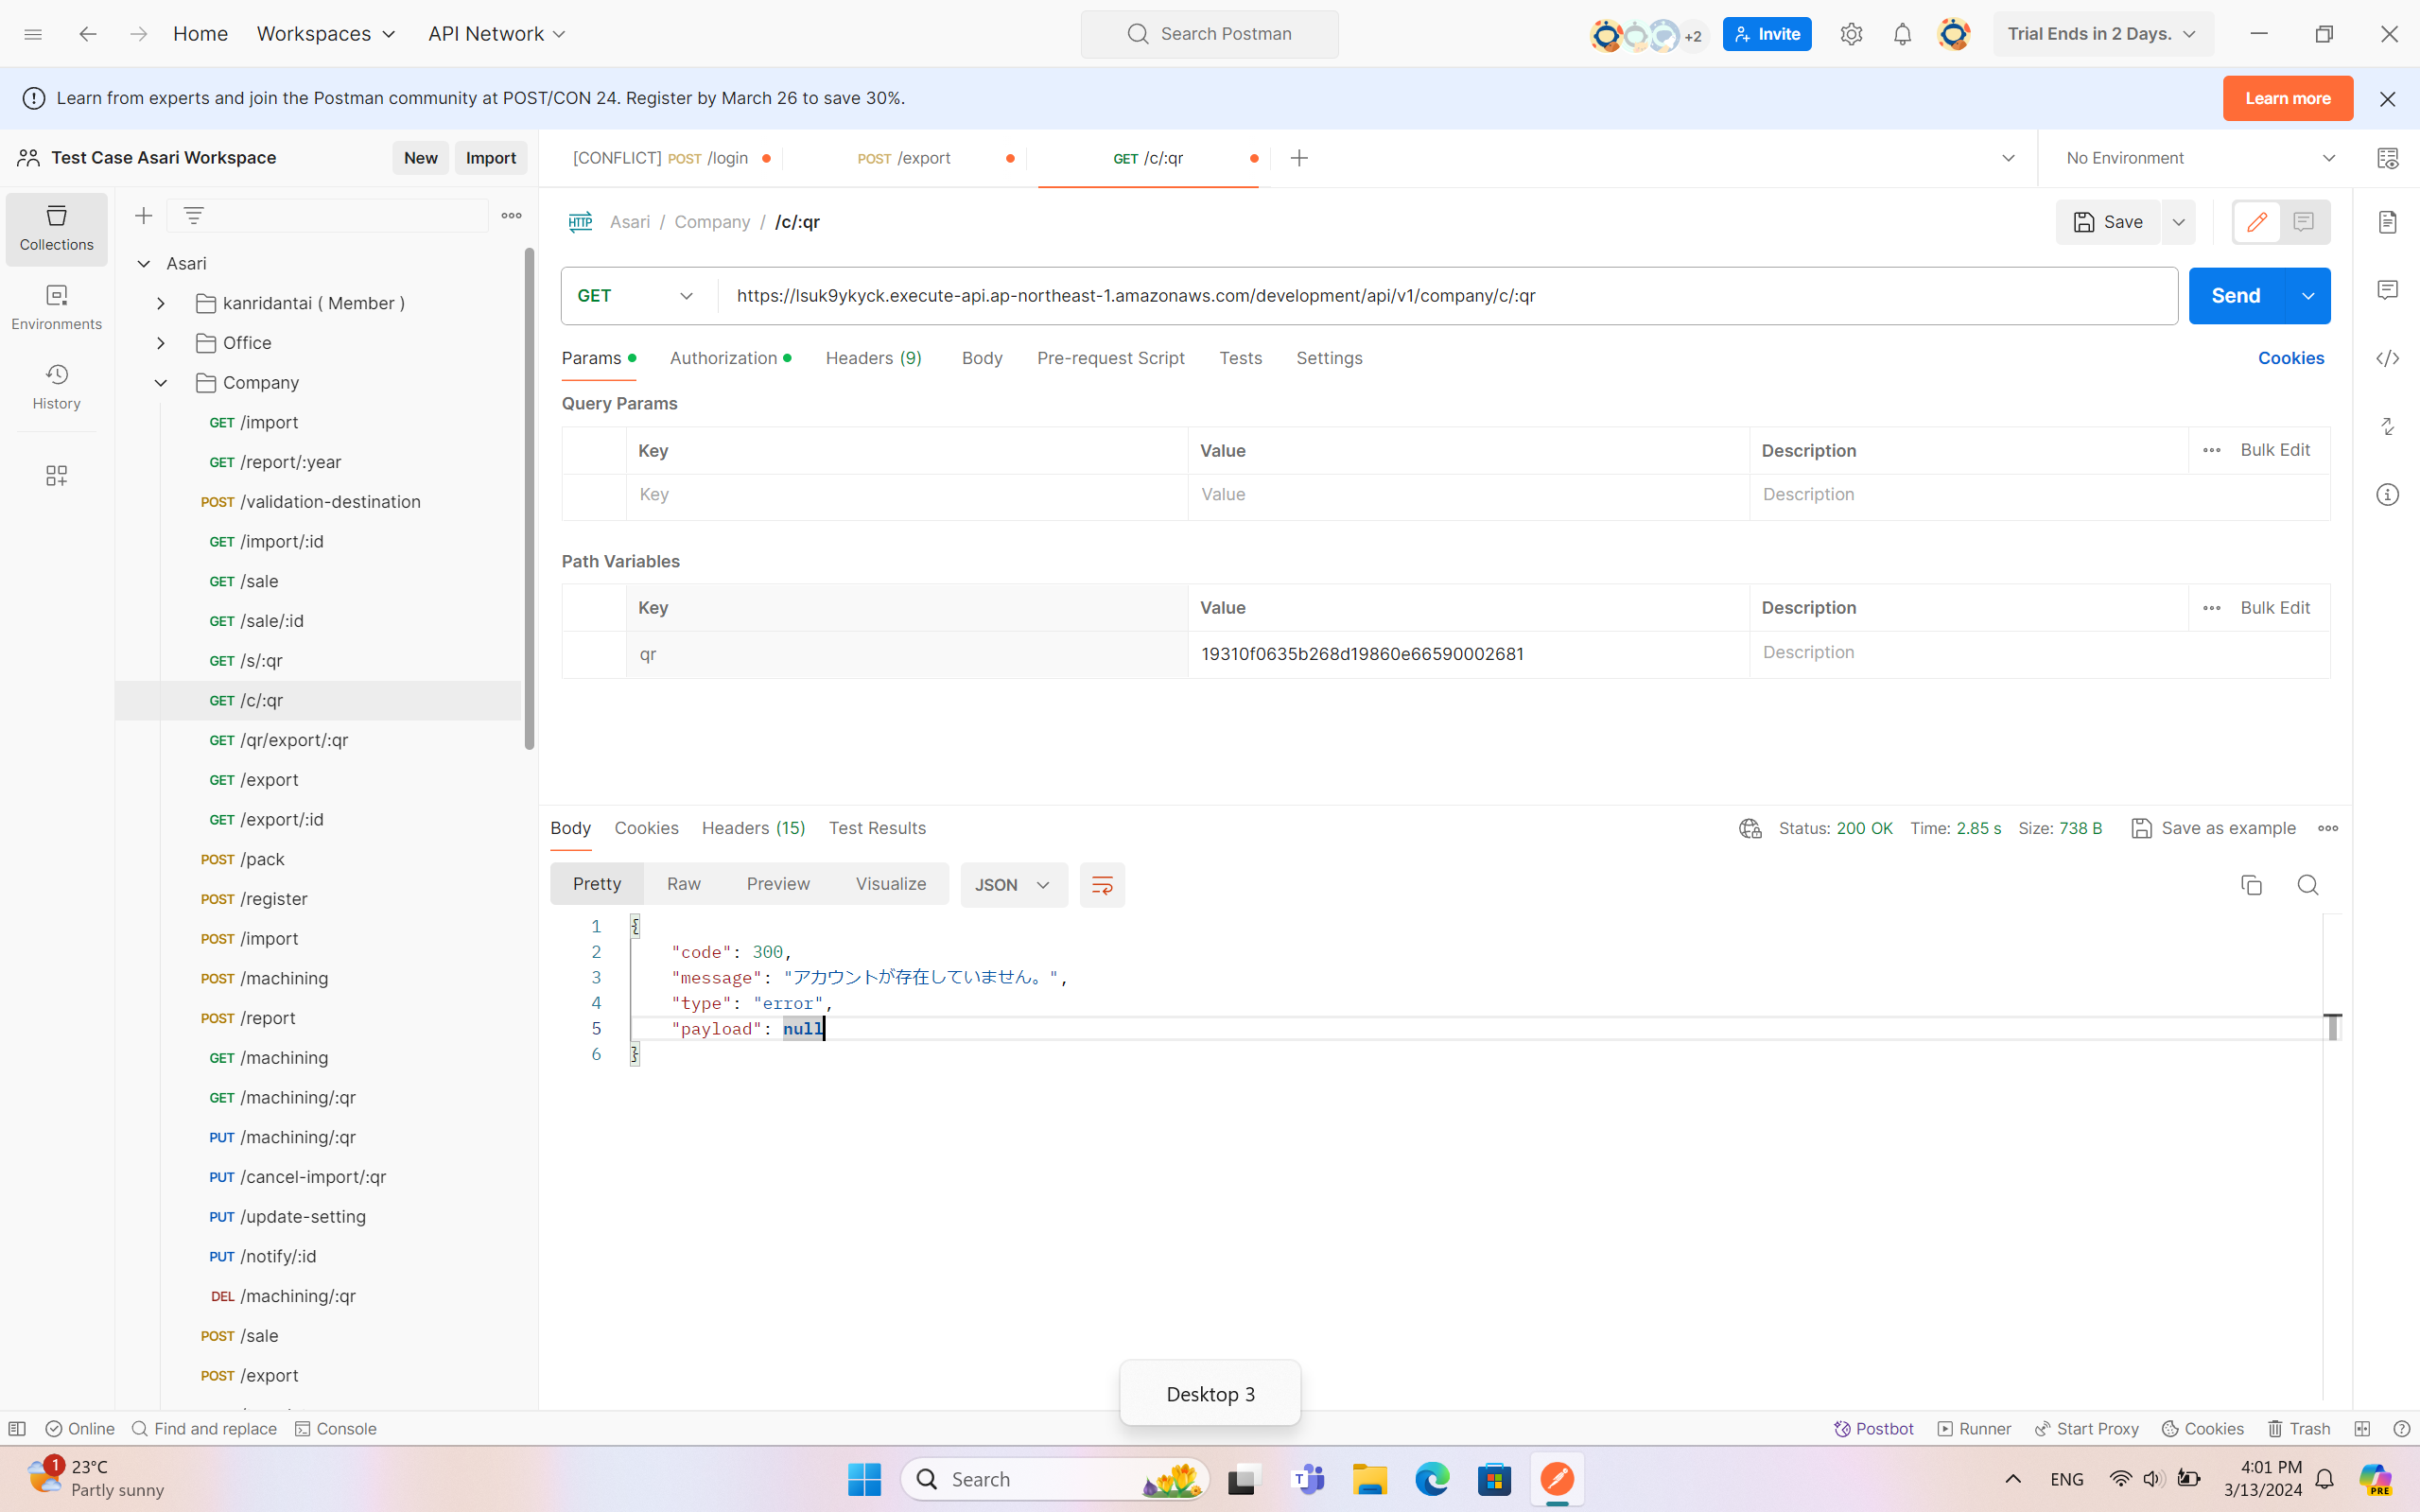 Home Workspaces API Network Search Postman +2 Invite Trial Ends in 2 Days.
Learn from experts and join the Postman community at POST/CON 24. Register by March 26 to save 30%. Learn more
Test Case Asari Workspace New Import [CONFLICT] POST /login POST /export GET /c/:qr No Environment
Collections
Environments
History
Asari
kanridantai ( Member )
Office
Company
GET /import
GET /report/:year
POST /validation-destination
GET /import/:id
GET /sale
GET /sale/:id
GET /s/:qr
GET /c/:qr
GET /qr/export/:qr
GET /export
GET /export/:id
POST /pack
POST /register
POST /import
POST /machining
POST /report
GET /machining
GET /machining/:qr
PUT /machining/:qr
PUT /cancel-import/:qr
PUT /update-setting
PUT /notify/:id
DEL /machining/:qr
POST /sale
POST /export
HTTP Asari / Company / /c/:qr Save
GET https://lsuk9ykyck.execute-api.ap-northeast-1.amazonaws.com/development/api/v1/company/c/:qr Send
Params Authorization Headers (9) Body Pre-request Script Tests Settings Cookies
Query Params
Key Value Description Bulk Edit
Key Value Description
Path Variables
Key Value Description Bulk Edit
qr 19310f0635b268d19860e66590002681 Description
Body Cookies Headers (15) Test Results Status: 200 OK Time: 2.85 s Size: 738 B Save as example
Pretty Raw Preview Visualize JSON
1 {
2 "code": 300,
3 "message": "アカウントが存在していません。",
4 "type": "error",
5 "payload": null
6 }
Desktop 3
Online Find and replace Console Postbot Runner Start Proxy Cookies Trash
1 23°C
Partly sunny
Search
ENG
4:01 PM
3/13/2024
PRE